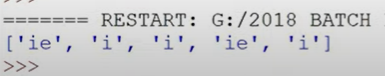 >>>
======= RESTART: G:/2018 BATCH
['ie', 'i', 'i', 'ie', 'i']
>>>